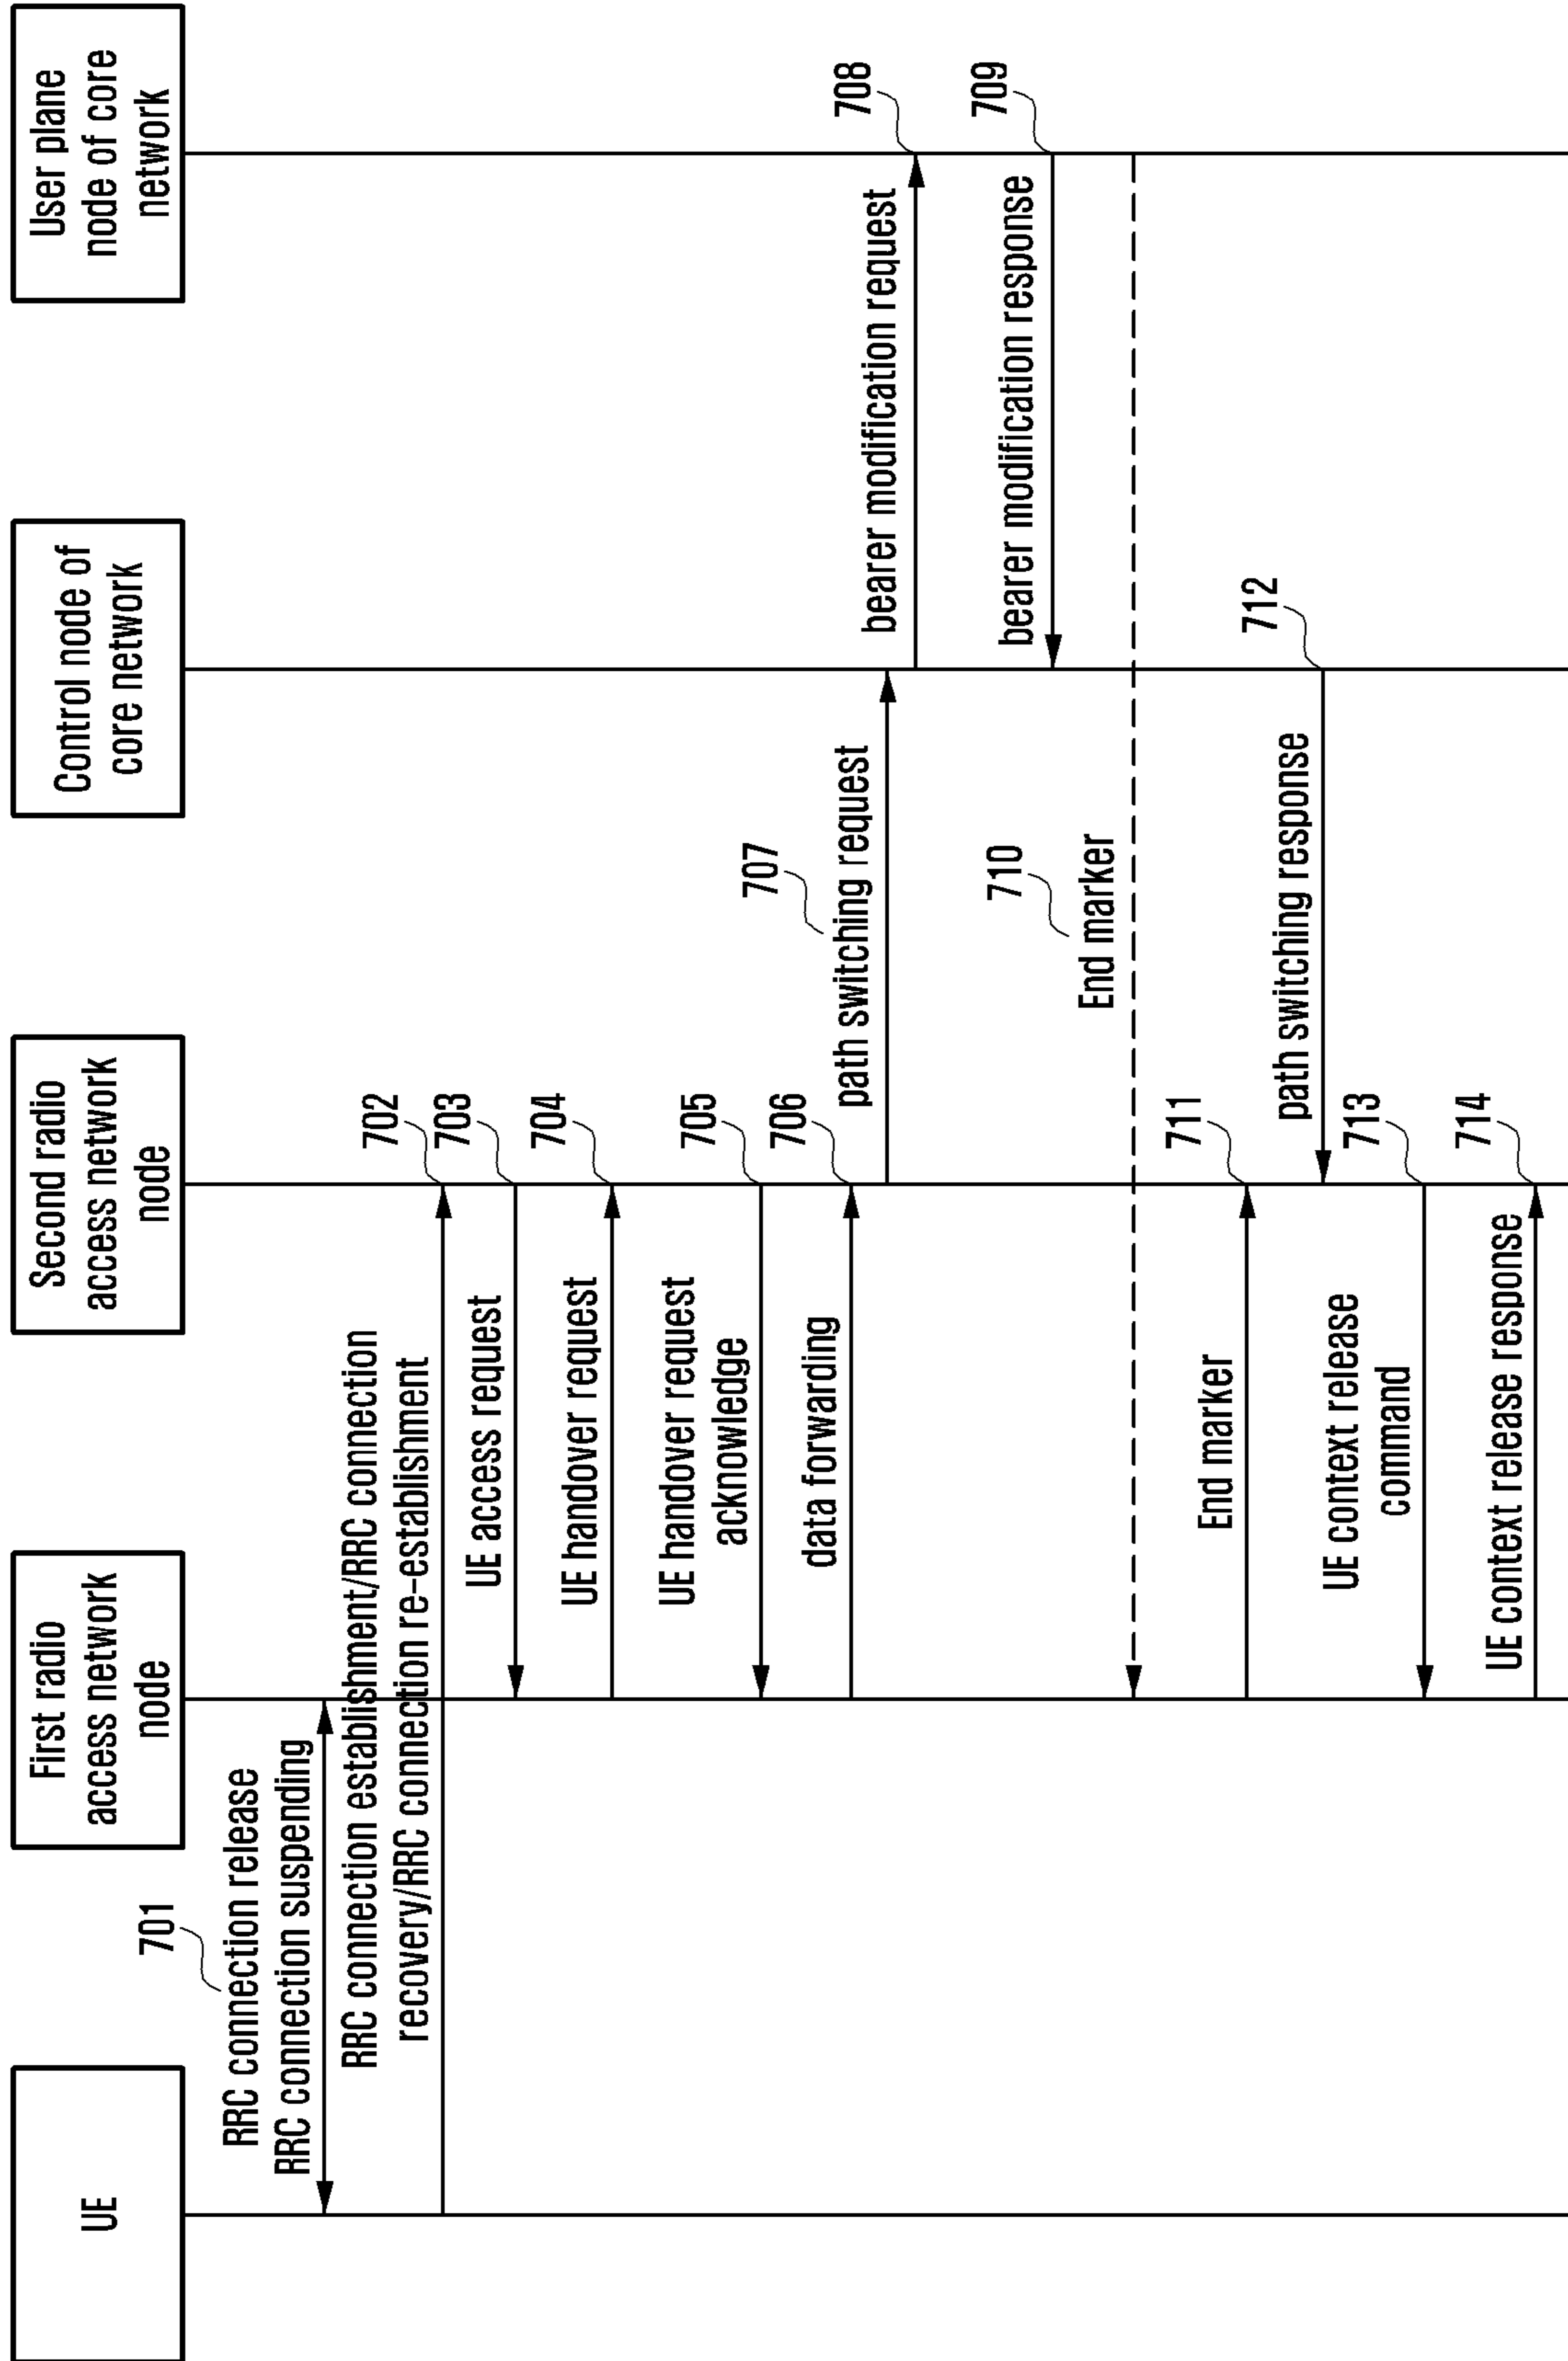 UE
First radio
access network
node
Second radio
access network
node
Control node of
core network
User plane
node of core
network
701
RRC connection release
RRC connection suspending
RRC connection establishment/RRC connection
recovery/RRC connection re-establishment
702
UE access request
703
UE handover request
704
UE handover request
acknowledge
705
data forwarding
706
707
path switching request
bearer modification request
708
bearer modification response
709
710
End marker
End marker
711
path switching response
712
UE context release
command
713
UE context release response
714